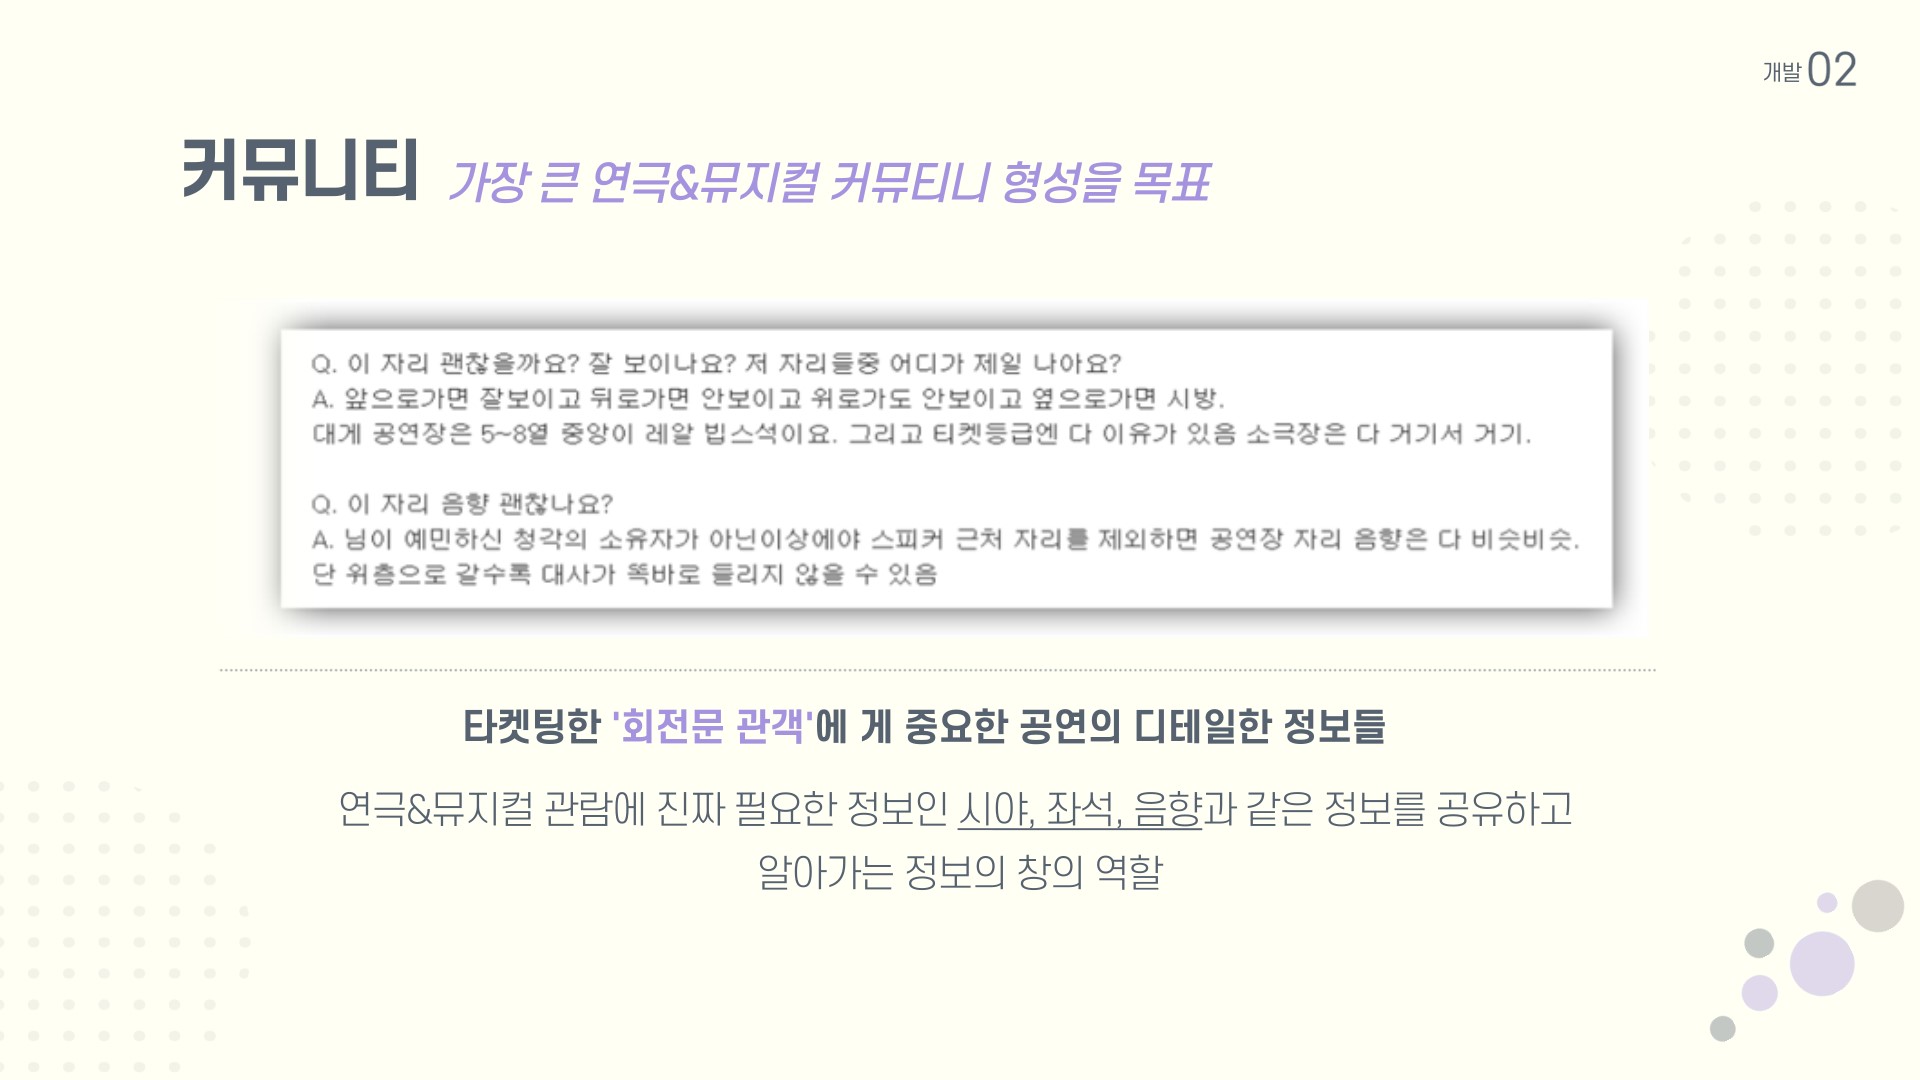 개발 02
커뮤니티 가장 큰 연극&뮤지컬 커뮤티니 형성을 목표
Q. 이 자리 괜찮을까요? 잘 보이나요? 저 자리들중 어디가 제일 나아요?
A. 앞으로가면 잘보이고 뒤로가면 안보이고 위로가도 안보이고 옆으로가면 시방.
대게 공연장은 5~8열 중앙이 레알 빕스석이요. 그리고 티켓등급엔 다 이유가 있음 소극장은 다 거기서 거기.
Q. 이 자리 음향 괜찮나요?
A. 님이 예민하신 청각의 소유자가 아닌이상에야 스피커 근처 자리를 제외하면 공연장 자리 음향은 다 비슷비슷.
단 위층으로 갈수록 대사가 똑바로 들리지 않을 수 있음
타켓팅한 '회전문 관객'에 게 중요한 공연의 디테일한 정보들
연극&뮤지컬 관람에 진짜 필요한 정보인 시야, 좌석, 음향과 같은 정보를 공유하고
알아가는 정보의 창의 역할